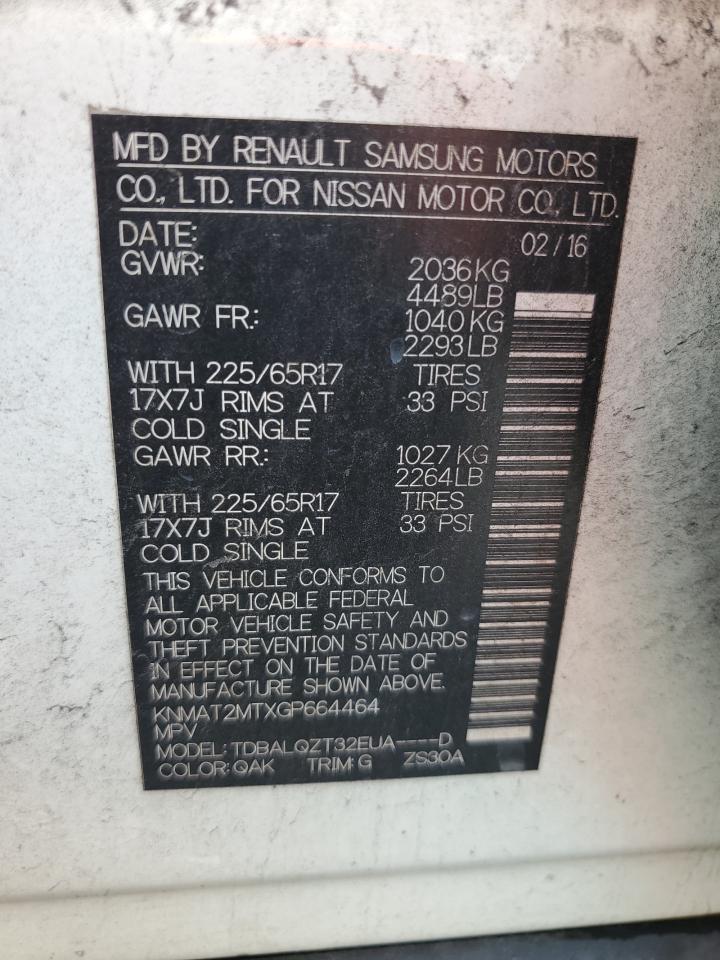 MFD BY RENAULT SAMSUNG MOTORS
CO., LTD. FOR NISSAN MOTOR CO., LTD.
DATE: 02/16
GVWR: 2036KG
4489LB
GAWR FR.: 1040KG
2293LB
WITH 225/65R17 TIRES
17X7J RIMS AT 33 PSI
COLD SINGLE
GAWR RR.: 1027KG
2264LB
WITH 225/65R17 TIRES
17X7J RIMS AT 33 PSI
COLD SINGLE
THIS VEHICLE CONFORMS TO
ALL APPLICABLE FEDERAL
MOTOR VEHICLE SAFETY AND
THEFT PREVENTION STANDARDS
IN EFFECT ON THE DATE OF
MANUFACTURE SHOWN ABOVE.
KNMAT2MTXGP664464
MPV
MODEL: TDBALQZT32EUA----D
COLOR: QAK TRIM: G ZS30A